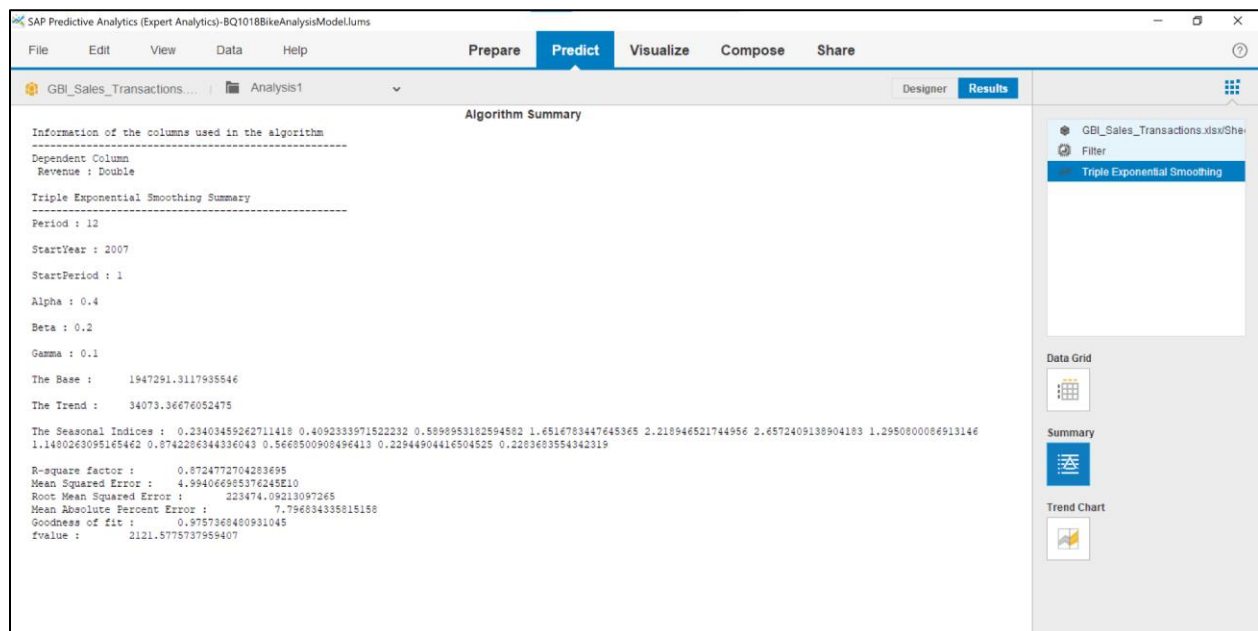 SAP Predictive Analytics (Expert Analytics)-BQ1018BikeAnalysisModel.lums
File Edit View Data Help Prepare Predict Visualize Compose Share
GBI_Sales_Transactions.... Analysis1 Designer Results
Algorithm Summary
Information of the columns used in the algorithm
-----------------------------------------------------
Dependent Column
Revenue : Double
Triple Exponential Smoothing Summary
-----------------------------------------------------
Period : 12
StartYear : 2007
StartPeriod : 1
Alpha : 0.4
Beta : 0.2
Gamma : 0.1
The Base : 1947291.3117935546
The Trend : 34073.36676052475
The Seasonal Indices : 0.23403459262711418 0.4092333971522232 0.5898953182594582 1.6516783447645365 2.218946521744956 2.6572409138904183 1.2950800086913146
1.1480263095165462 0.8742286344336043 0.5668500908496413 0.22944904416504525 0.2283683554342319
R-square factor : 0.8724772704283695
Mean Squared Error : 4.994066985376245E10
Root Mean Squared Error : 223474.09213097265
Mean Absolute Percent Error : 7.796834335815158
Goodness of fit : 0.9757368480931045
fvalue : 2121.5775737959407
GBI_Sales_Transactions.xlsx/She
Filter
Triple Exponential Smoothing
Data Grid
Summary
Trend Chart